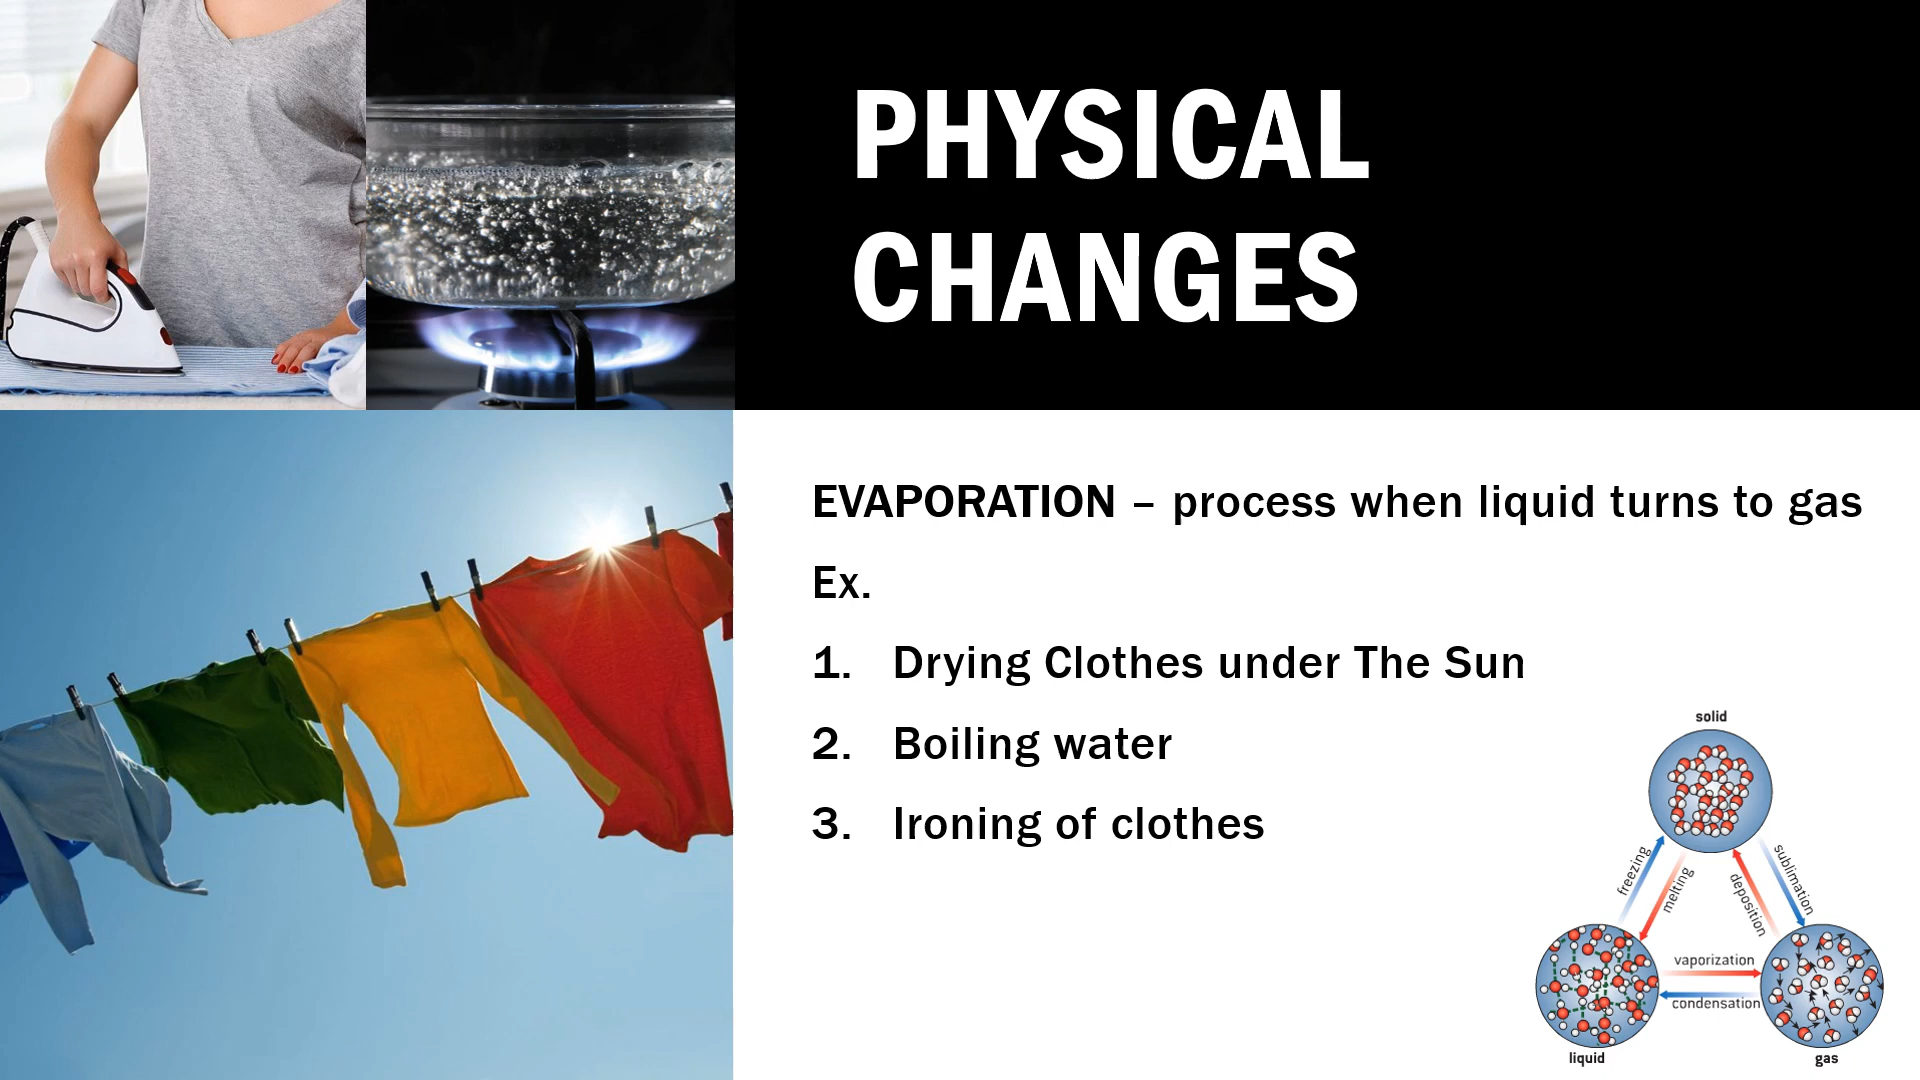 PHYSICAL
CHANGES
EVAPORATION – process when liquid turns to gas
Ex.
1. Drying Clothes under The Sun
2. Boiling water
3. Ironing of clothes
solid
freezing
melting
deposition
sublimation
vaporization
condensation
liquid
gas